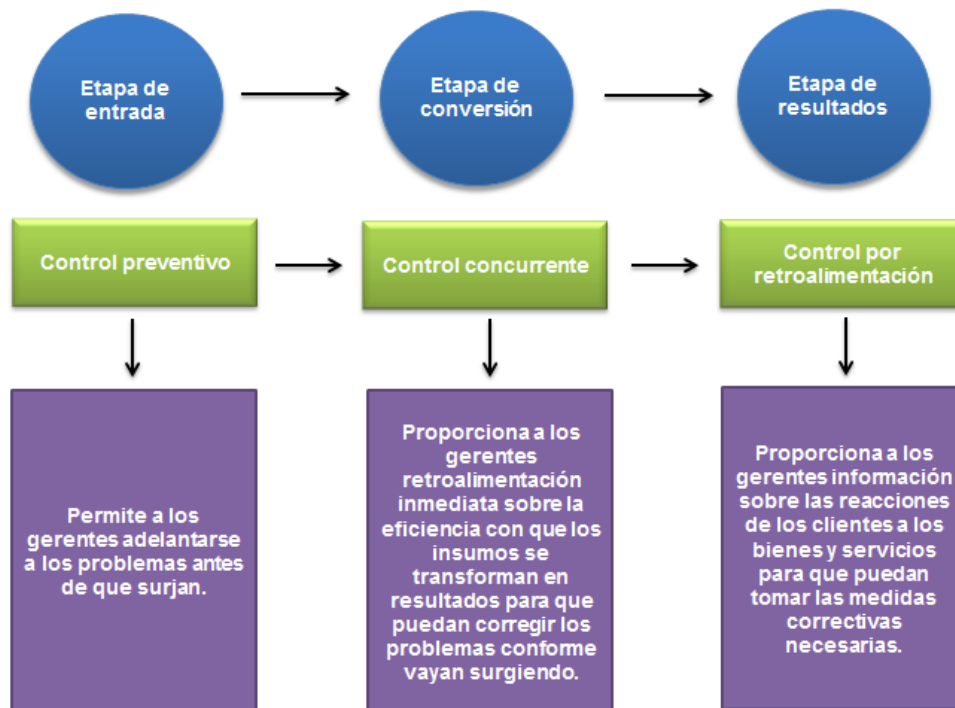 Etapa de
entrada
Etapa de
conversión
Etapa de
resultados
Control preventivo
Control concurrente
Control por
retroalimentación
Permite a los
gerentes adelantarse
a los problemas antes
de que surjan.
Proporciona a los
gerentes
retroalimentación
inmediata sobre la
eficiencia con que los
insumos se
transforman en
resultados para que
puedan corregir los
problemas conforme
vayan surgiendo.
Proporciona a los
gerentes información
sobre las reacciones
de los clientes a los
bienes y servicios
para que puedan
tomar las medidas
correctivas
necesarias.